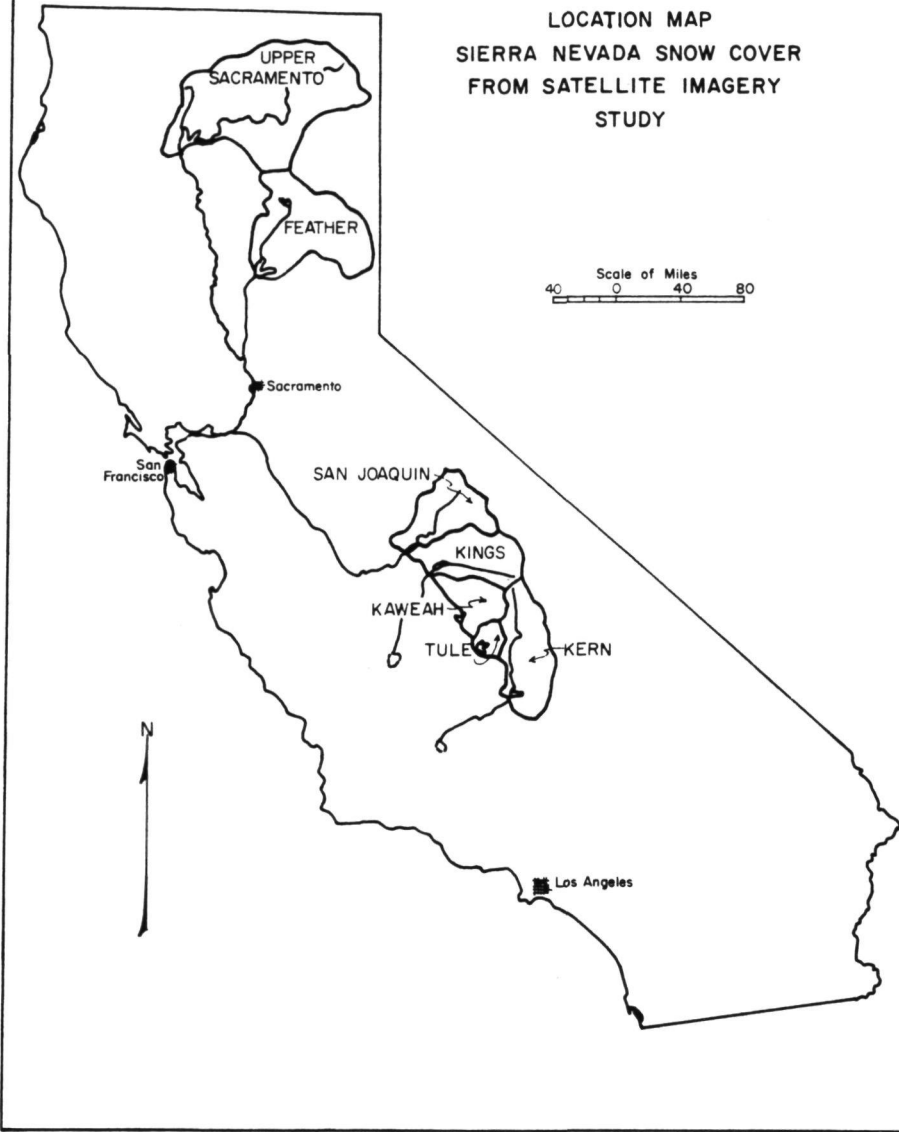 LOCATION MAP
SIERRA NEVADA SNOW COVER
FROM SATELLITE IMAGERY
STUDY
UPPER
SACRAMENTO
FEATHER
Scale of Miles
40 0 40 80
Sacramento
San
Francisco
SAN JOAQUIN
KINGS
KAWEAH
TULE
KERN
N
Los Angeles